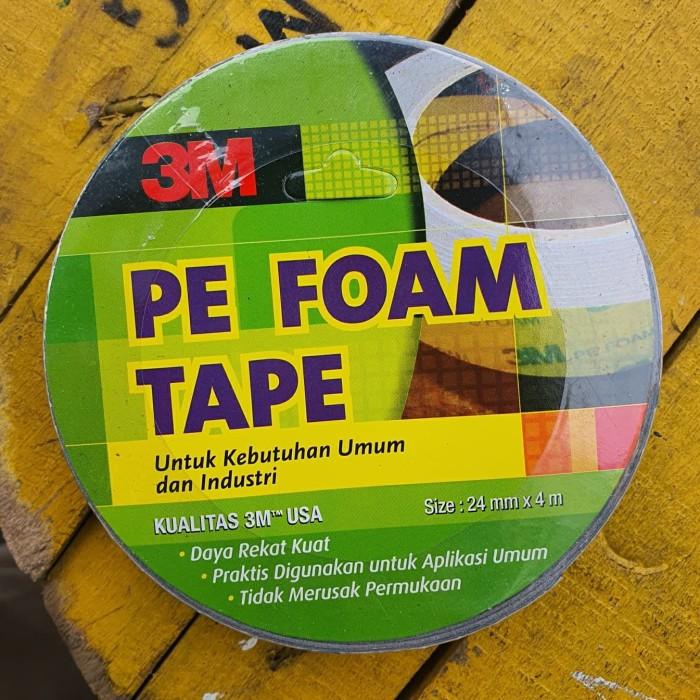 3M
PE FOAM
TAPE
Untuk Kebutuhan Umum
dan Industri
KUALITAS 3M™ USA
Size : 24 mm x 4 m
• Daya Rekat Kuat
• Praktis Digunakan untuk Aplikasi Umum
• Tidak Merusak Permukaan
3M